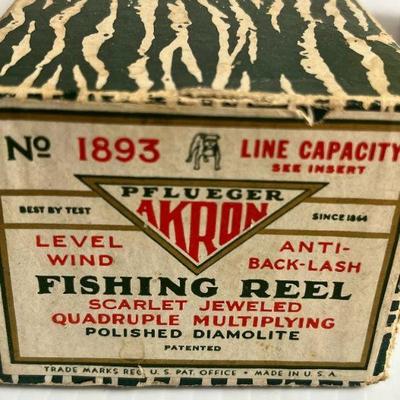 Nº 1893 LINE CAPACITY
SEE INSERT
PFLUEGER
BEST BY TEST AKRON SINCE 1864
LEVEL WIND ANTI-BACK-LASH
FISHING REEL
SCARLET JEWELED
QUADRUPLE MULTIPLYING
POLISHED DIAMOLITE
PATENTED
TRADE MARKS REG. U.S. PAT. OFFICE • MADE IN U.S.A.